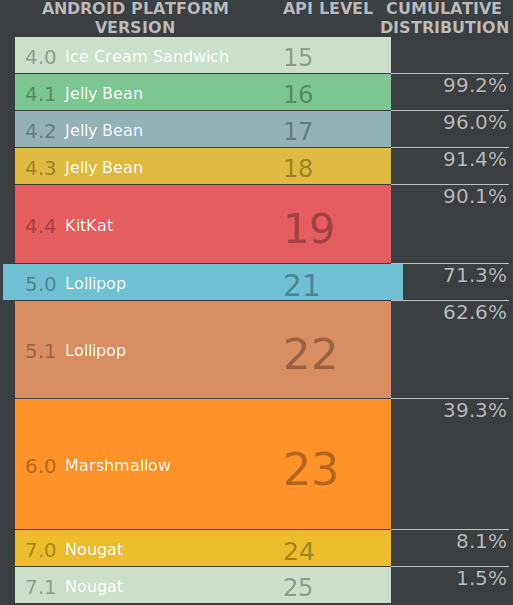 ANDROID PLATFORM VERSION API LEVEL CUMULATIVE DISTRIBUTION
4.0 Ice Cream Sandwich 15
99.2%
4.1 Jelly Bean 16
96.0%
4.2 Jelly Bean 17
91.4%
4.3 Jelly Bean 18
90.1%
4.4 KitKat 19
71.3%
5.0 Lollipop 21
62.6%
5.1 Lollipop 22
39.3%
6.0 Marshmallow 23
8.1%
7.0 Nougat 24
1.5%
7.1 Nougat 25